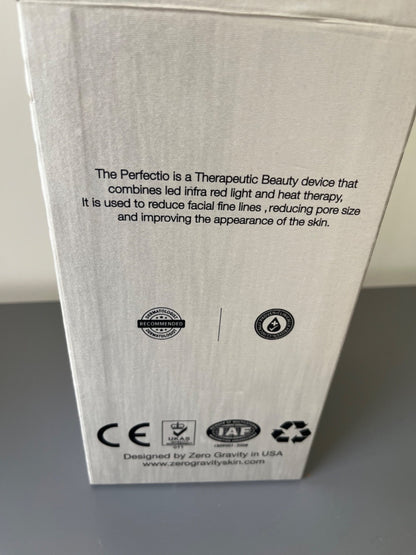 The Perfectio is a Therapeutic Beauty device that
combines led infra red light and heat therapy,
It is used to reduce facial fine lines ,reducing pore size
and improving the appearance of the skin.
DERMATOLOGIST
RECOMMENDED
DERMATOLOGIST
CE
UKAS
IAF
Designed by Zero Gravity in USA
www.zerogravityskin.com